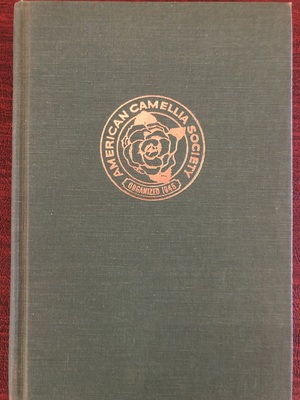 AMERICAN CAMELLIA SOCIETY
ORGANIZED 1945